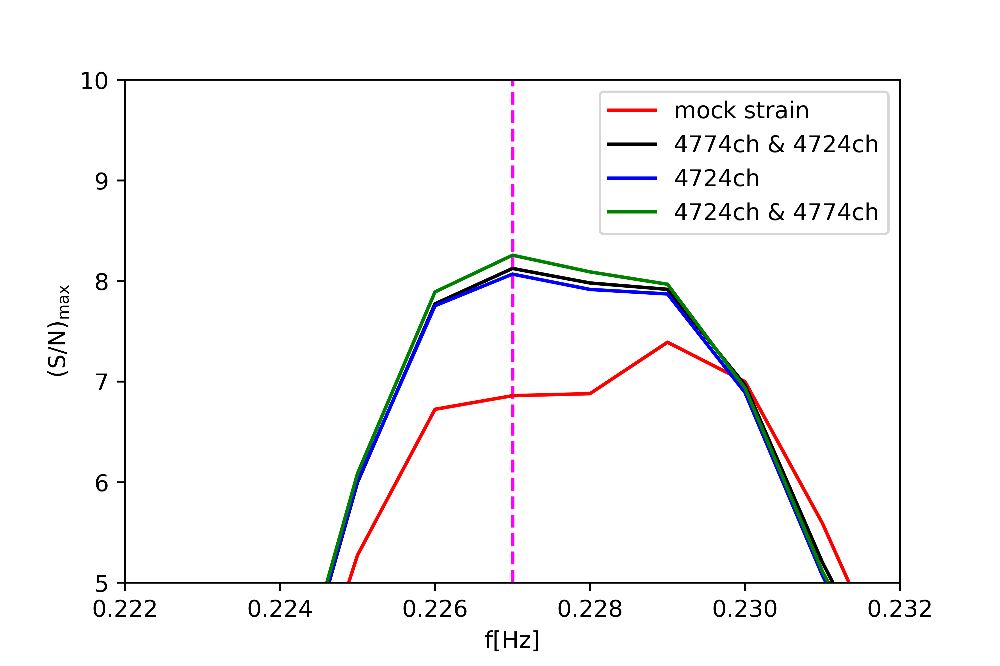 10
9
8
7
6
5
(S/N)max
mock strain
4774ch & 4724ch
4724ch
4724ch & 4774ch
0.222 0.224 0.226 0.228 0.230 0.232
f[Hz]